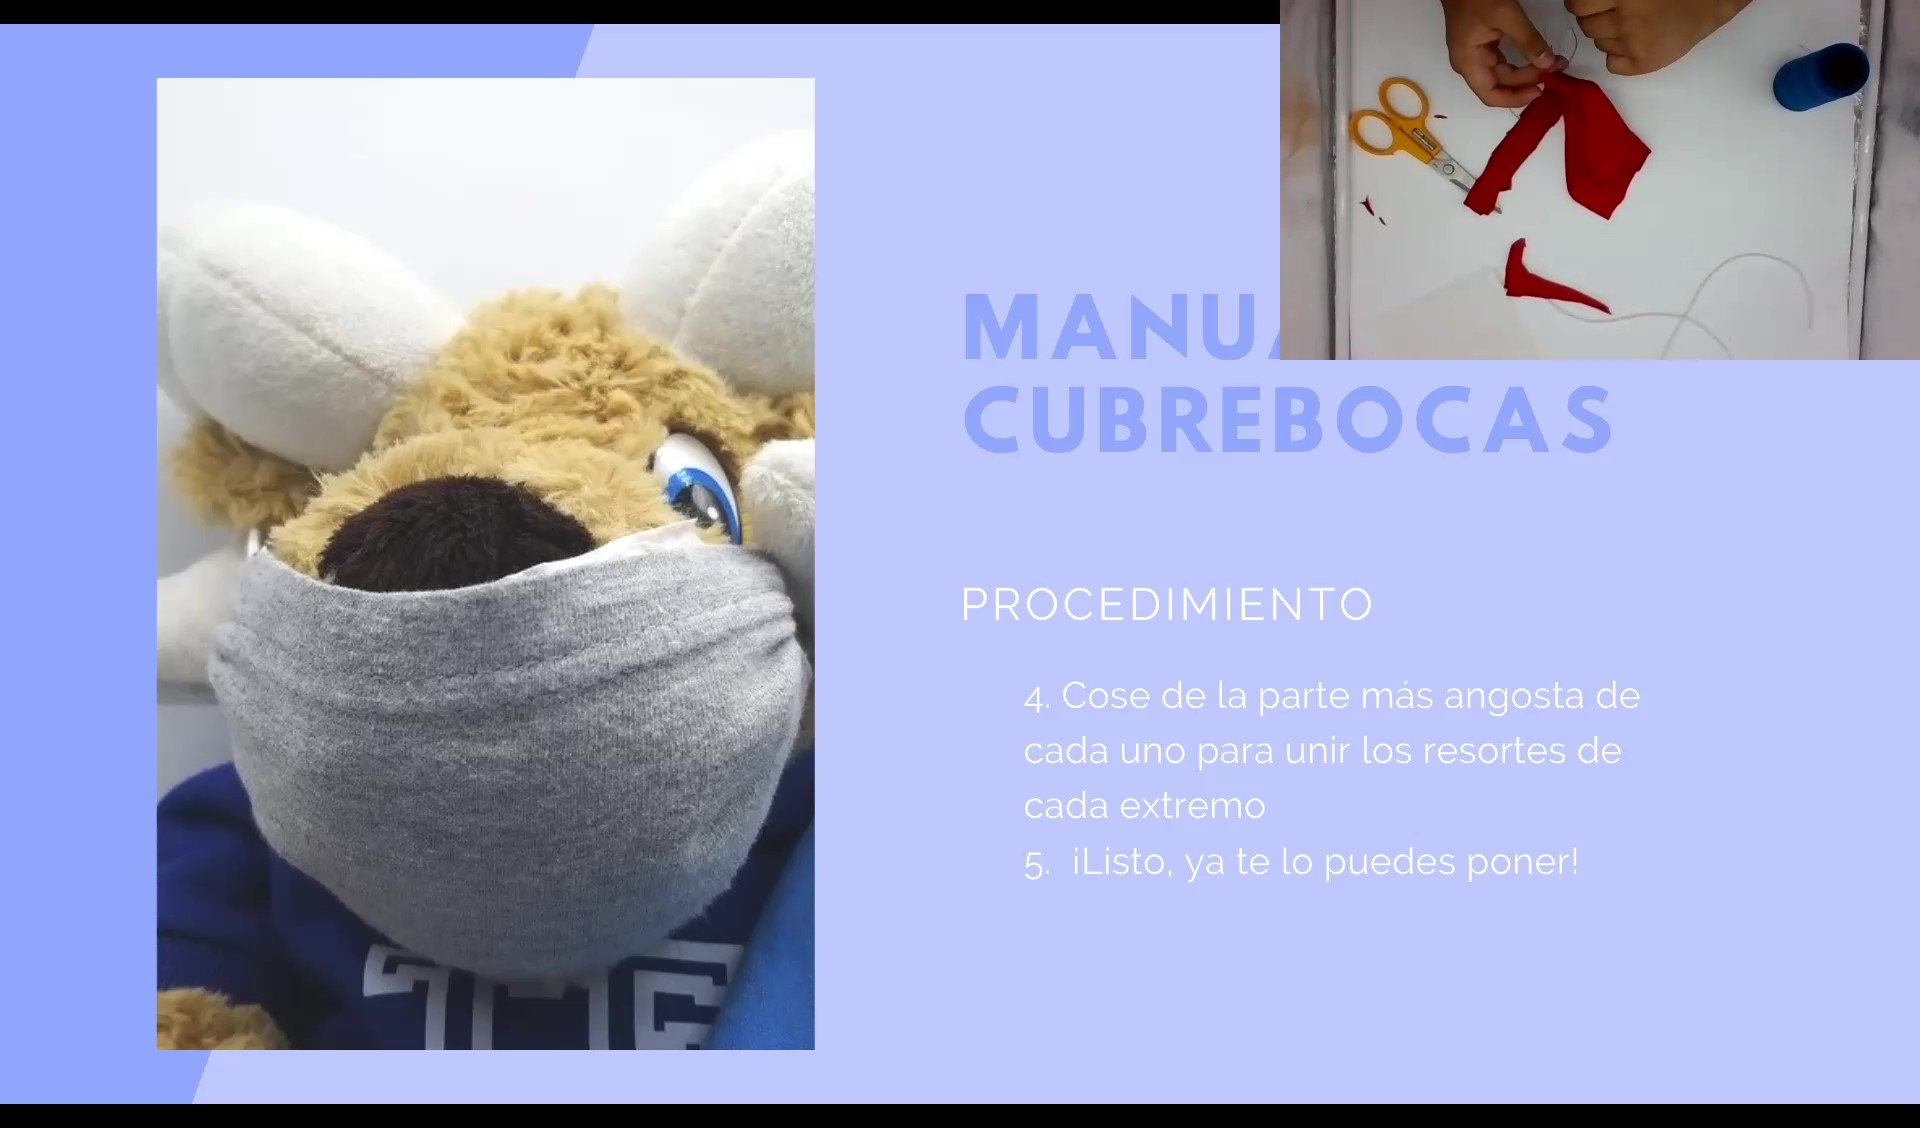 CUBREBOCAS
PROCEDIMIENTO
4. Cose de la parte más angosta de
cada uno para unir los resortes de
cada extremo
5. ¡Listo, ya te lo puedes poner!